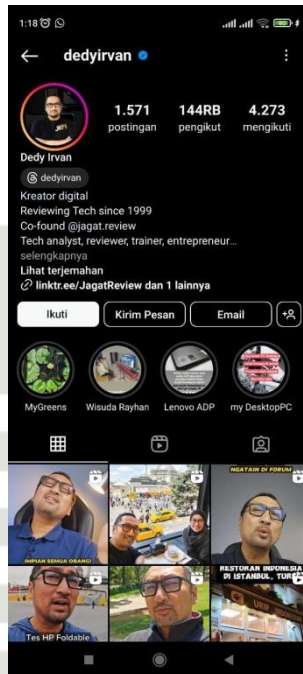 1:18
dedyirvan
1.571 144RB 4.273
postingan pengikut mengikuti
Dedy Irvan
dedyirvan
Kreator digital
Reviewing Tech since 1999
Co-found @jagat.review
Tech analyst, reviewer, trainer, entrepreneur...
selengkapnya
Lihat terjemahan
linktr.ee/JagatReview dan 1 lainnya
Ikuti Kirim Pesan Email
MyGreens Wisuda Rayhan Lenovo ADP my DesktopPC
NGATAIN DI FORUM
IMPIAN SEMUA ORANG!
RESTORAN INDONESIA
DI ISTANBUL, TURKI
Tes HP Foldable